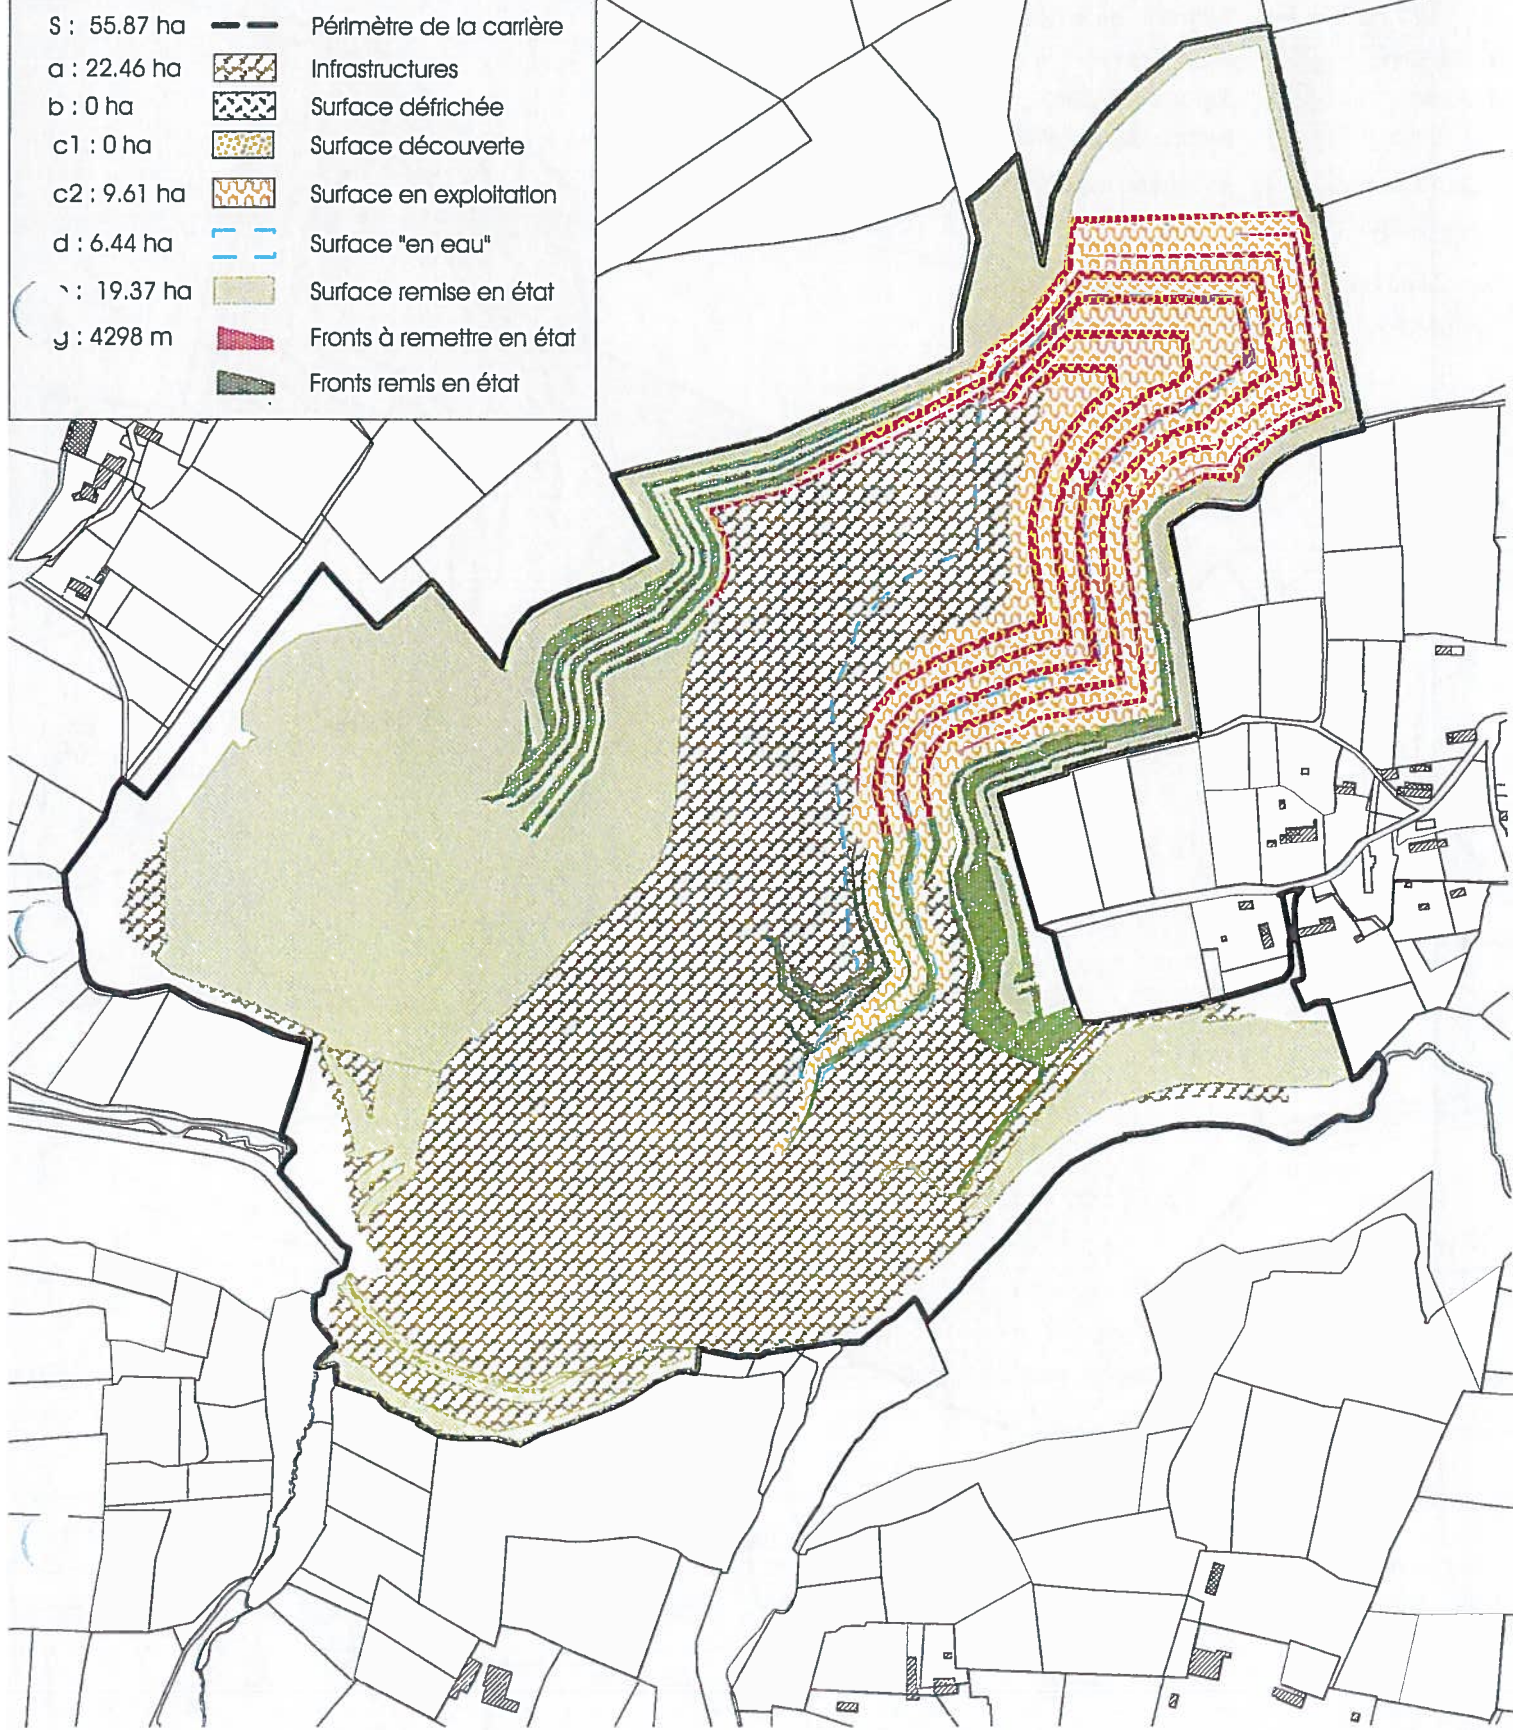 S : 55.87 ha Périmètre de la carrière
a : 22.46 ha Infrastructures
b : 0 ha Surface défrichée
c1 : 0 ha Surface découverte
c2 : 9.61 ha Surface en exploitation
d : 6.44 ha Surface "en eau"
: 19.37 ha Surface remise en état
: 4298 m Fronts à remettre en état
Fronts remis en état